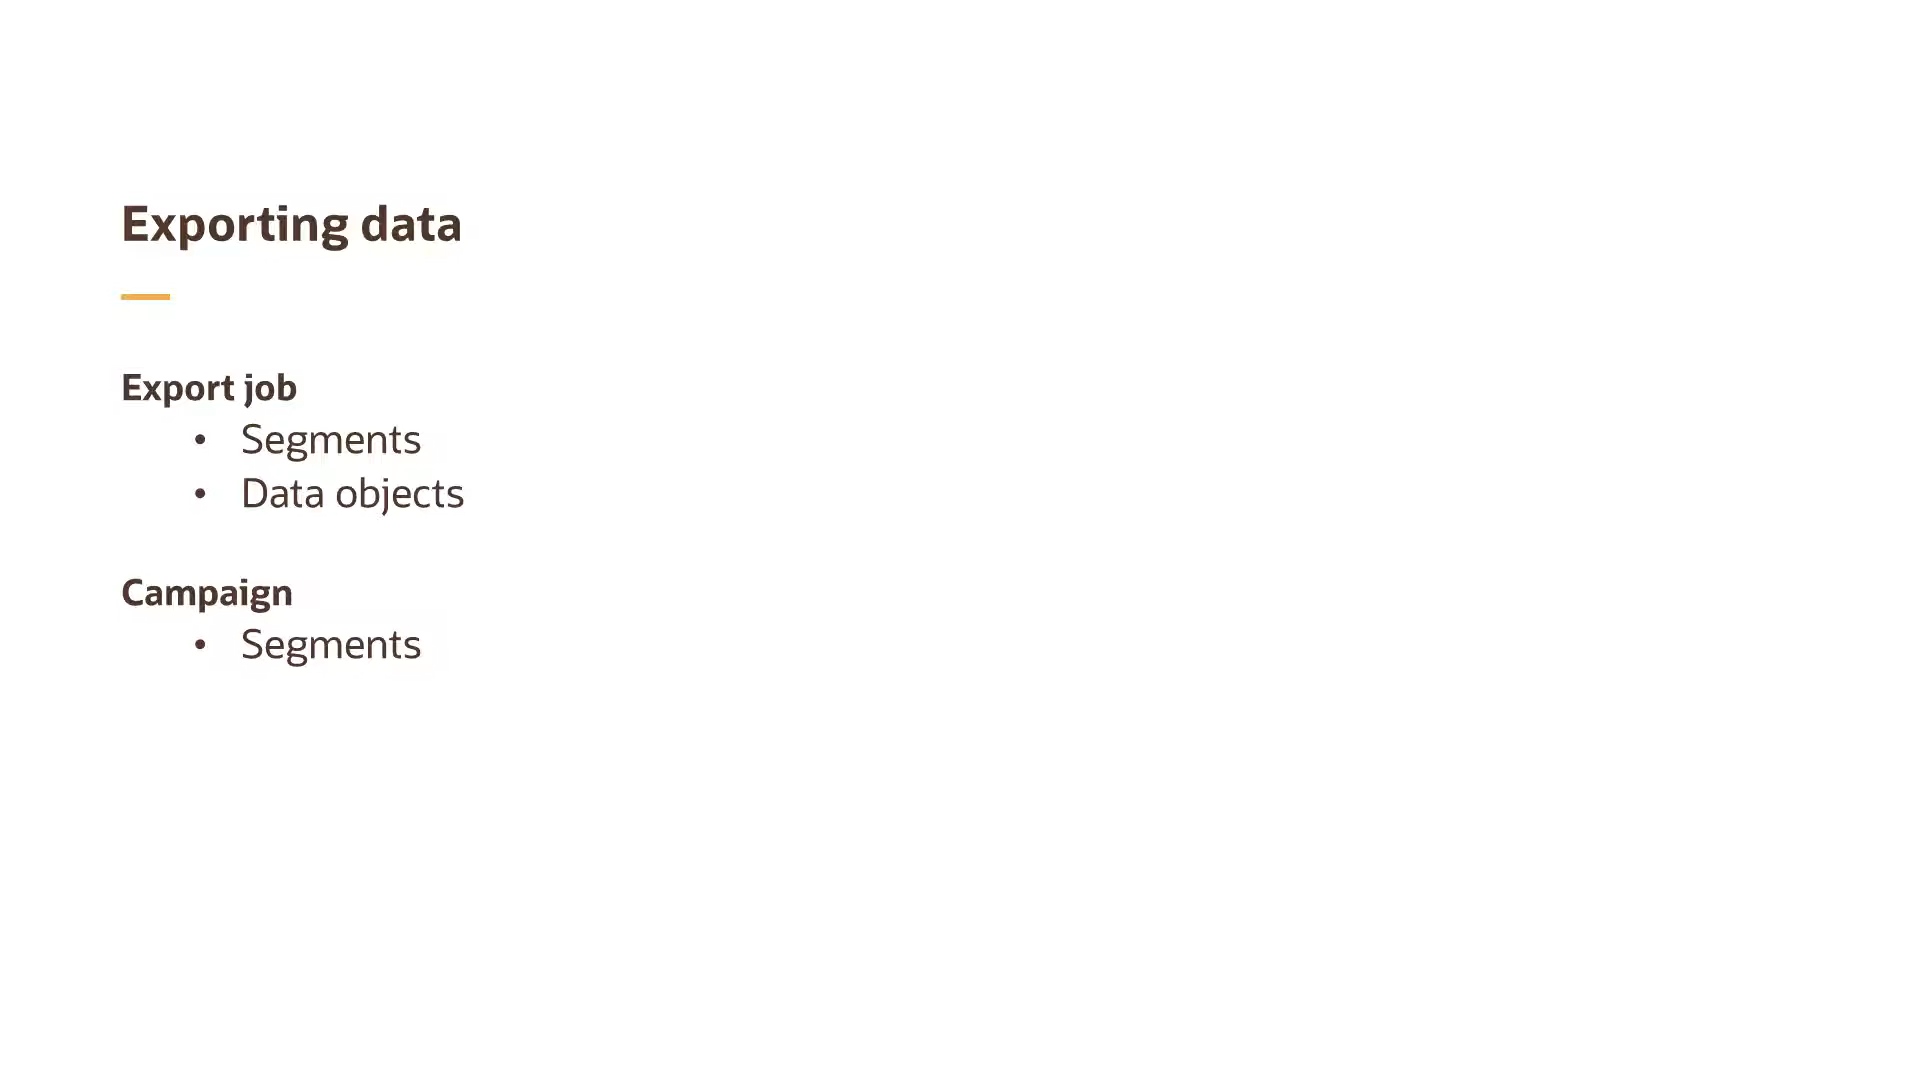 Exporting data
Export job
• Segments
• Data objects
Campaign
• Segments